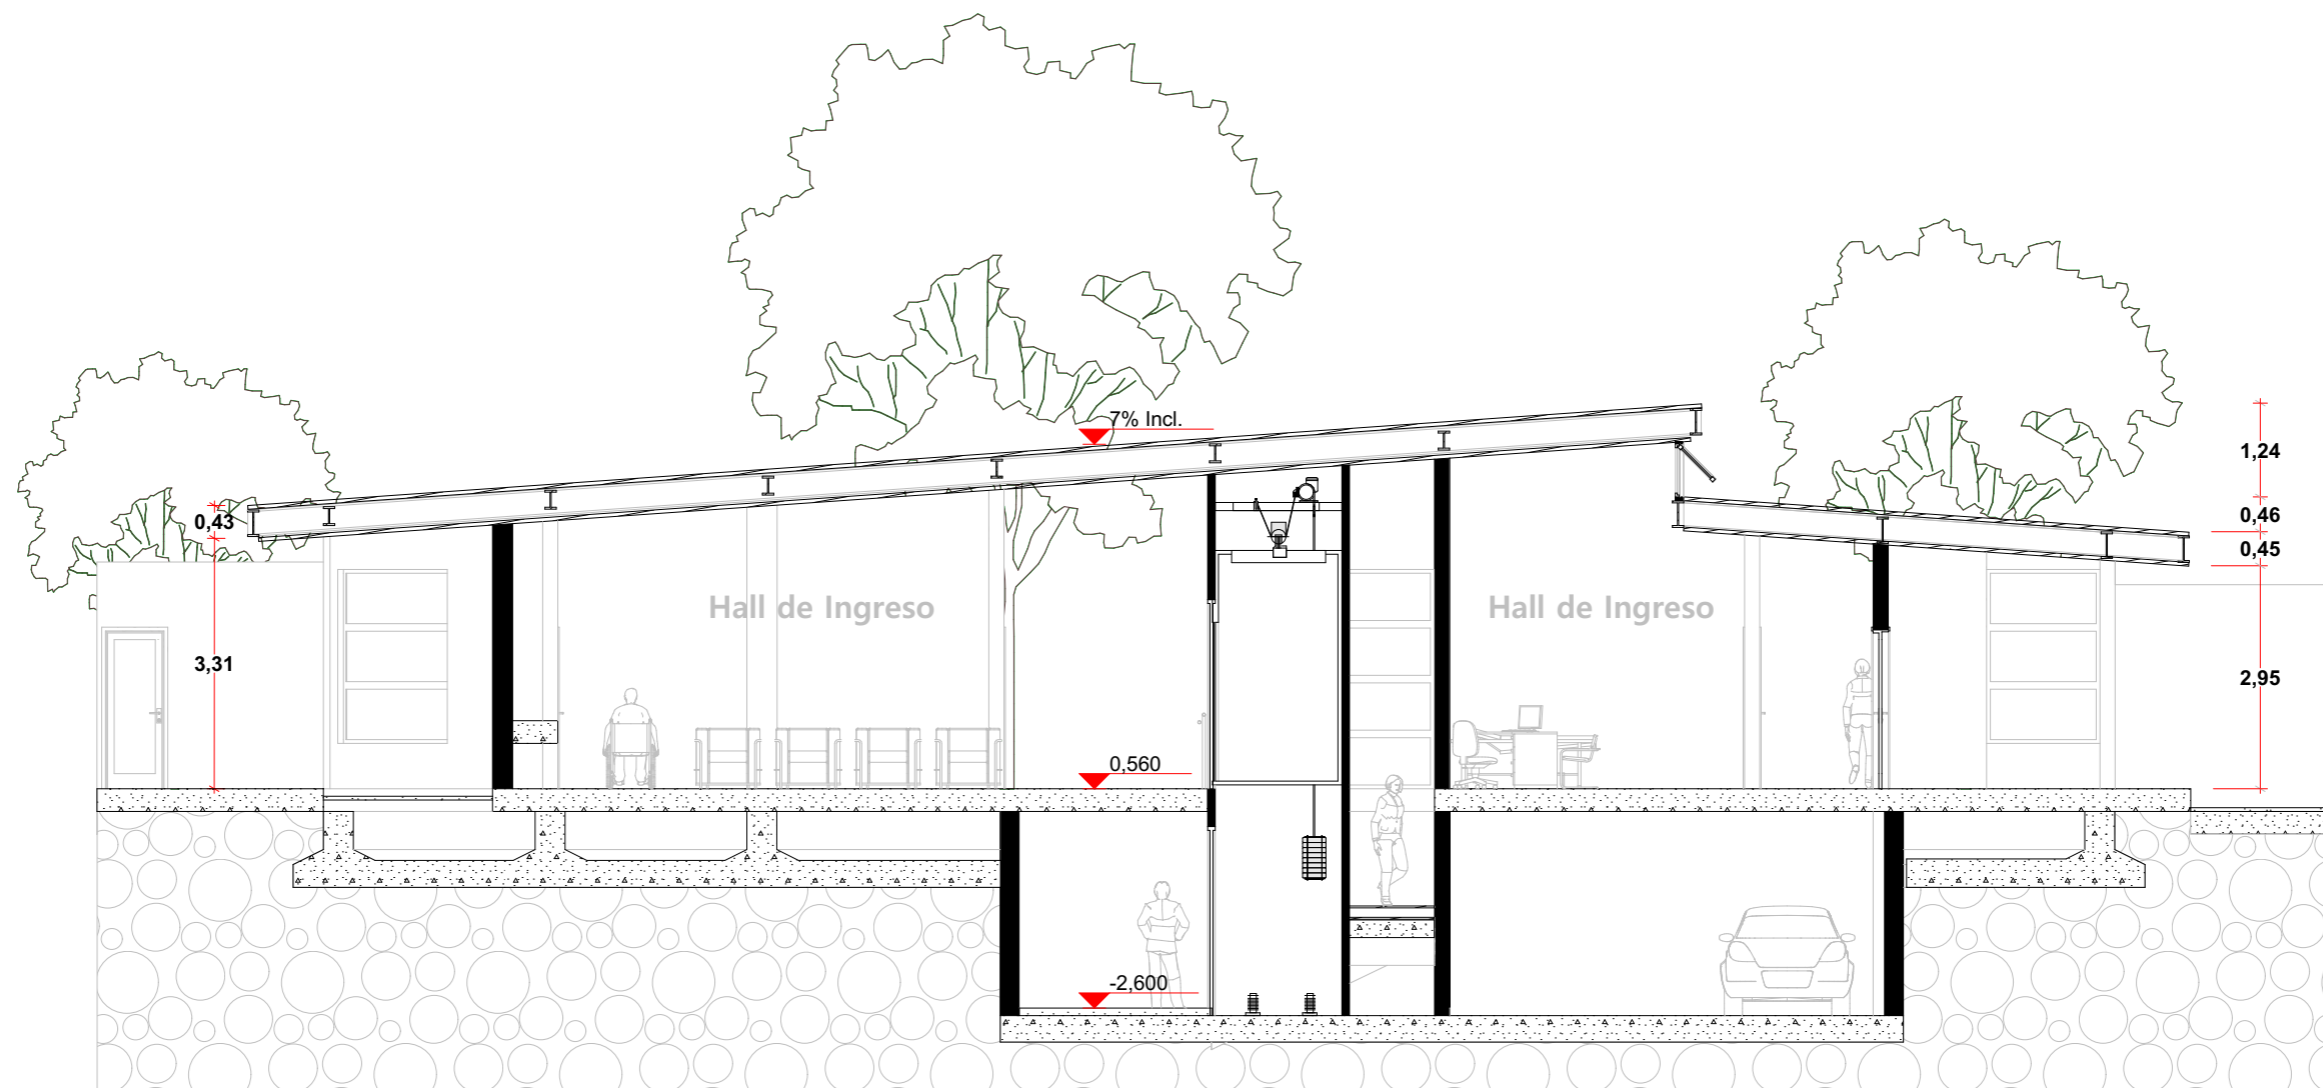 7% Incl.
1,24
0,43
0,46
0,45
Hall de Ingreso
Hall de Ingreso
3,31
2,95
0,560
-2,600